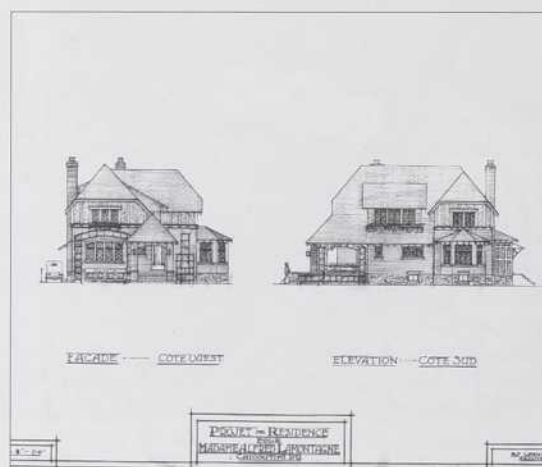 FACADE ---- COTE OUEST
ELEVATION ---- COTE SUD
PROJET DE RESIDENCE
POUR
MADAME ALFRED LAMONTAGNE